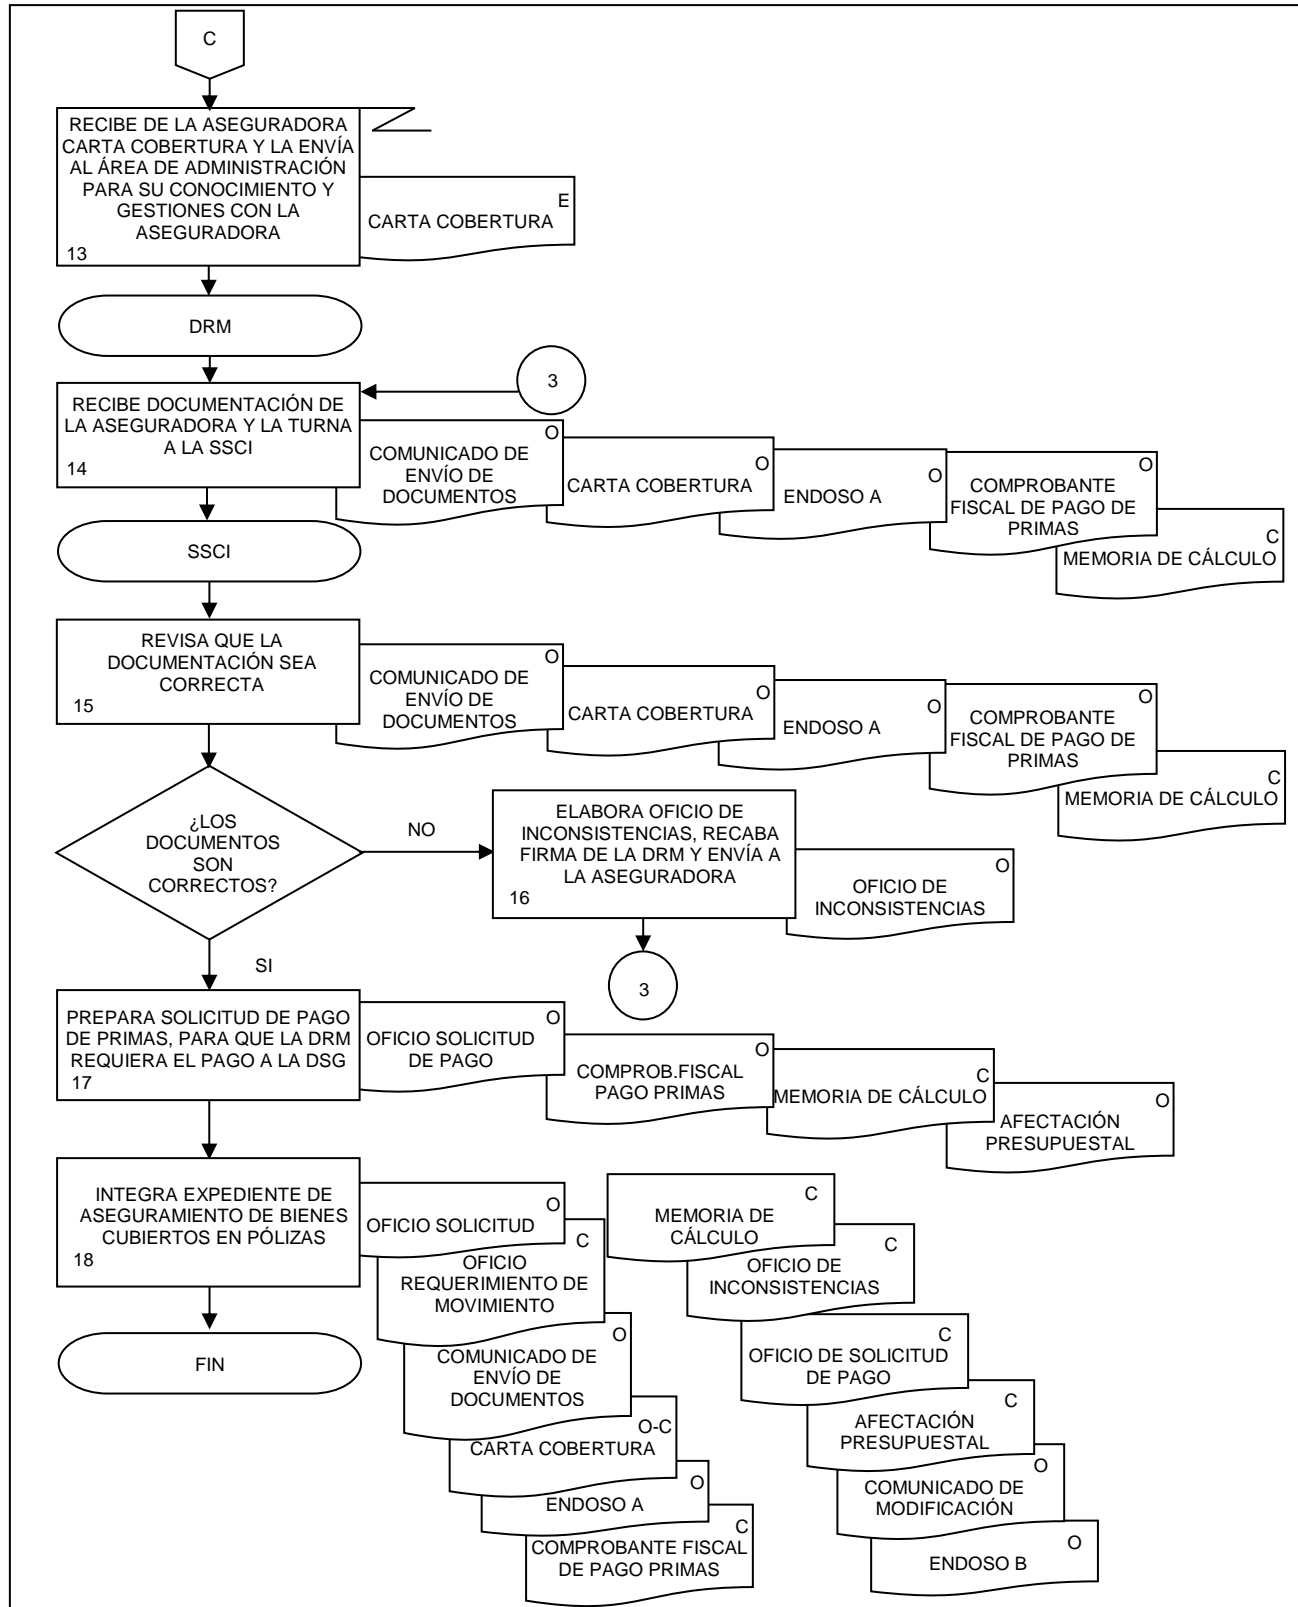 C
RECIBE DE LA ASEGURADORA
CARTA COBERTURA Y LA ENVÍA
AL ÁREA DE ADMINISTRACIÓN
PARA SU CONOCIMIENTO Y
GESTIONES CON LA
ASEGURADORA
13
E
CARTA COBERTURA
DRM
3
RECIBE DOCUMENTACIÓN DE
LA ASEGURADORA Y LA TURNA
A LA SSCI
14
O
COMUNICADO DE
ENVÍO DE
DOCUMENTOS
O
CARTA COBERTURA
O
ENDOSO A
O
COMPROBANTE
FISCAL DE PAGO DE
PRIMAS
C
MEMORIA DE CÁLCULO
SSCI
REVISA QUE LA
DOCUMENTACIÓN SEA
CORRECTA
15
O
COMUNICADO DE
ENVÍO DE
DOCUMENTOS
O
CARTA COBERTURA
O
ENDOSO A
O
COMPROBANTE
FISCAL DE PAGO DE
PRIMAS
C
MEMORIA DE CÁLCULO
¿LOS
DOCUMENTOS
SON
CORRECTOS?
NO
ELABORA OFICIO DE
INCONSISTENCIAS, RECABA
FIRMA DE LA DRM Y ENVÍA A
LA ASEGURADORA
16
O
OFICIO DE
INCONSISTENCIAS
3
SI
PREPARA SOLICITUD DE PAGO
DE PRIMAS, PARA QUE LA DRM
REQUIERA EL PAGO A LA DSG
17
O
OFICIO SOLICITUD
DE PAGO
O
COMPROB.FISCAL
PAGO PRIMAS
C
MEMORIA DE CÁLCULO
O
AFECTACIÓN
PRESUPUESTAL
INTEGRA EXPEDIENTE DE
ASEGURAMIENTO DE BIENES
CUBIERTOS EN PÓLIZAS
18
O
OFICIO SOLICITUD
C
OFICIO
REQUERIMIENTO DE
MOVIMIENTO
O
COMUNICADO DE
ENVÍO DE
DOCUMENTOS
O-C
CARTA COBERTURA
O
ENDOSO A
C
COMPROBANTE FISCAL
DE PAGO PRIMAS
C
MEMORIA DE
CÁLCULO
C
OFICIO DE
INCONSISTENCIAS
C
OFICIO DE SOLICITUD
DE PAGO
C
AFECTACIÓN
PRESUPUESTAL
O
COMUNICADO DE
MODIFICACIÓN
O
ENDOSO B
FIN